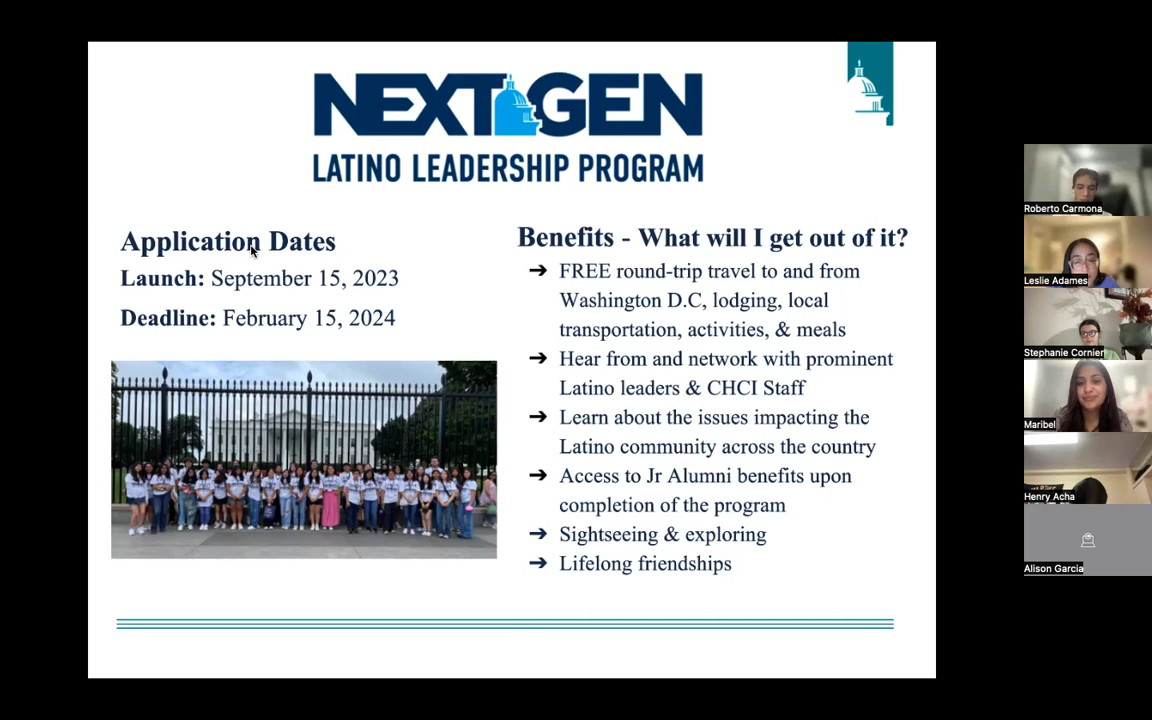 NEXT GEN
LATINO LEADERSHIP PROGRAM
Application Dates
Launch: September 15, 2023
Deadline: February 15, 2024
Benefits - What will I get out of it?
➔ FREE round-trip travel to and from
Washington D.C, lodging, local
transportation, activities, & meals
➔ Hear from and network with prominent
Latino leaders & CHCI Staff
➔ Learn about the issues impacting the
Latino community across the country
➔ Access to Jr Alumni benefits upon
completion of the program
➔ Sightseeing & exploring
➔ Lifelong friendships
Roberto Carmona
Leslie Adames
Stephanie Cornier
Maribel
Henry Acha
Alison Garcia